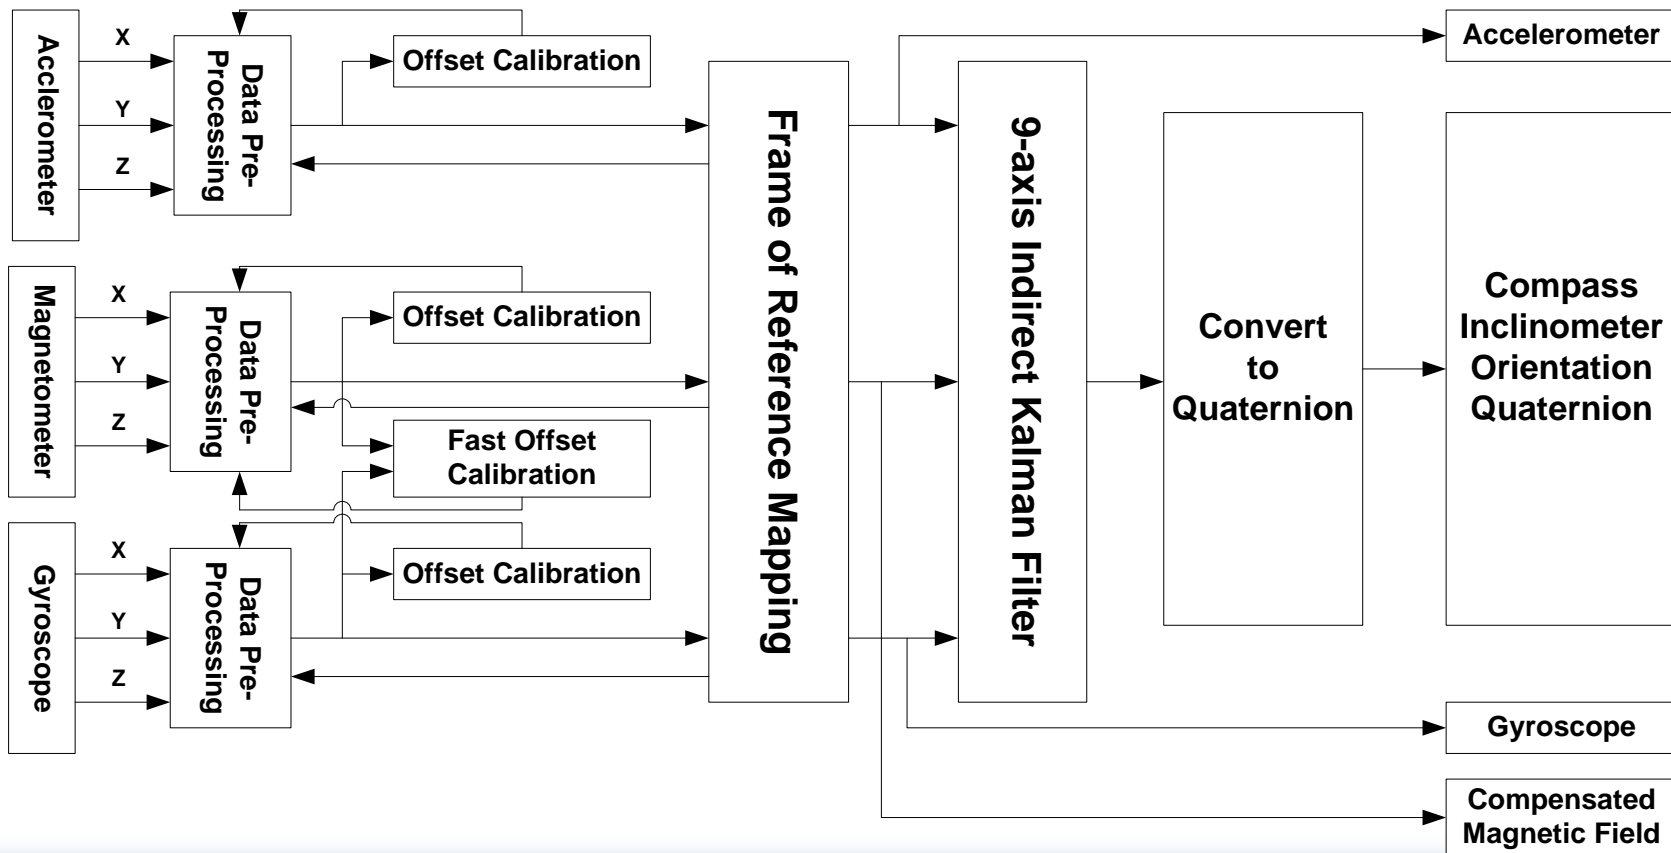 Acclerometer
X
Y
Z
Data Pre-
Processing
Offset Calibration
Magnetometer
X
Y
Z
Data Pre-
Processing
Offset Calibration
Fast Offset
Calibration
Gyroscope
X
Y
Z
Data Pre-
Processing
Offset Calibration
Frame of Reference Mapping
9-axis Indirect Kalman Filter
Convert
to
Quaternion
Accelerometer
Compass
Inclinometer
Orientation
Quaternion
Gyroscope
Compensated
Magnetic Field